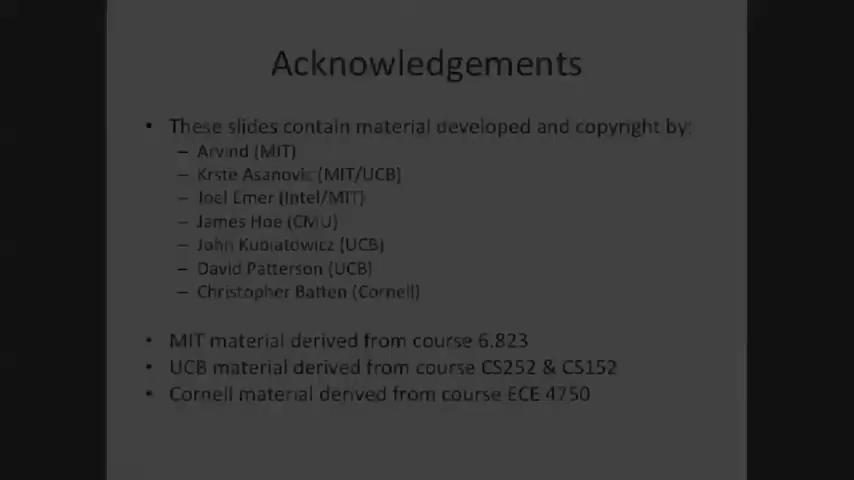 Acknowledgements
• These slides contain material developed and copyright by:
– Arvind (MIT)
– Krste Asanovic (MIT/UCB)
– Joel Emer (Intel/MIT)
– James Hoe (CMU)
– John Kubiatowicz (UCB)
– David Patterson (UCB)
– Christopher Batten (Cornell)
• MIT material derived from course 6.823
• UCB material derived from course CS252 & CS152
• Cornell material derived from course ECE 4750